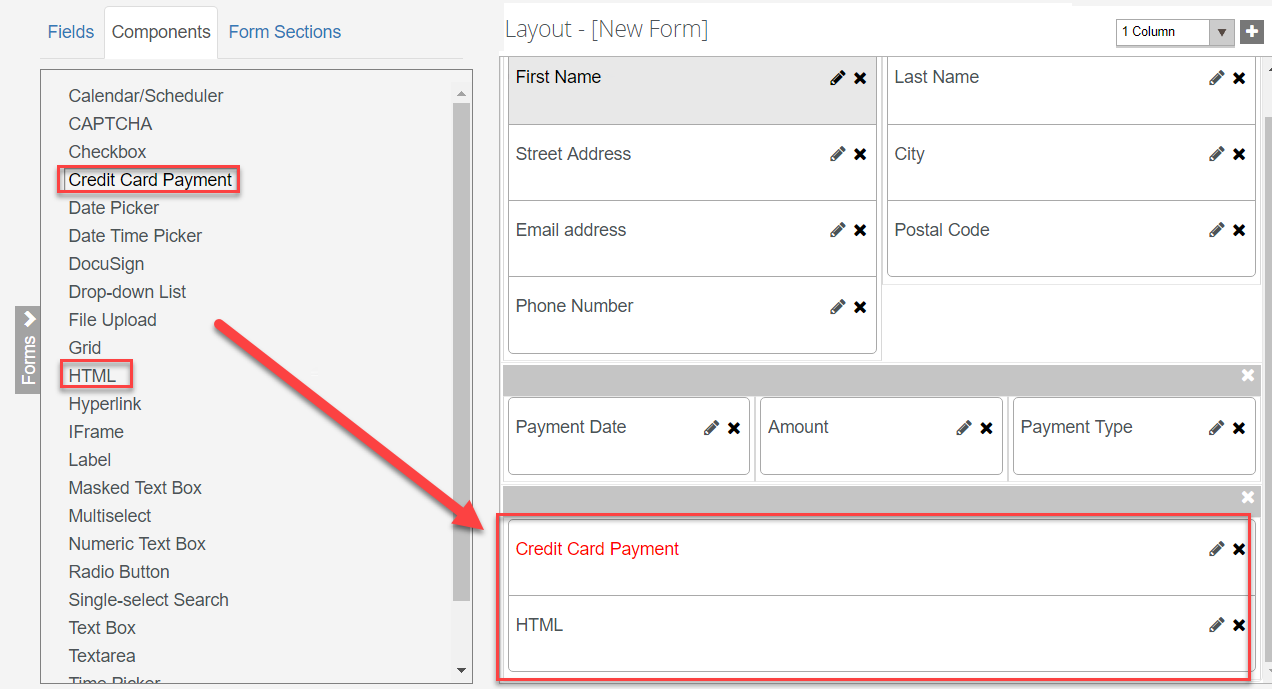 Fields
Components
Form Sections
Calendar/Scheduler
CAPTCHA
Checkbox
Credit Card Payment
Date Picker
Date Time Picker
DocuSign
Drop-down List
File Upload
Grid
HTML
Hyperlink
IFrame
Label
Masked Text Box
Multiselect
Numeric Text Box
Radio Button
Single-select Search
Text Box
Textarea
Time Picker
Forms
Layout - [New Form]
1 Column
First Name
Last Name
Street Address
City
Email address
Postal Code
Phone Number
Payment Date
Amount
Payment Type
Credit Card Payment
HTML